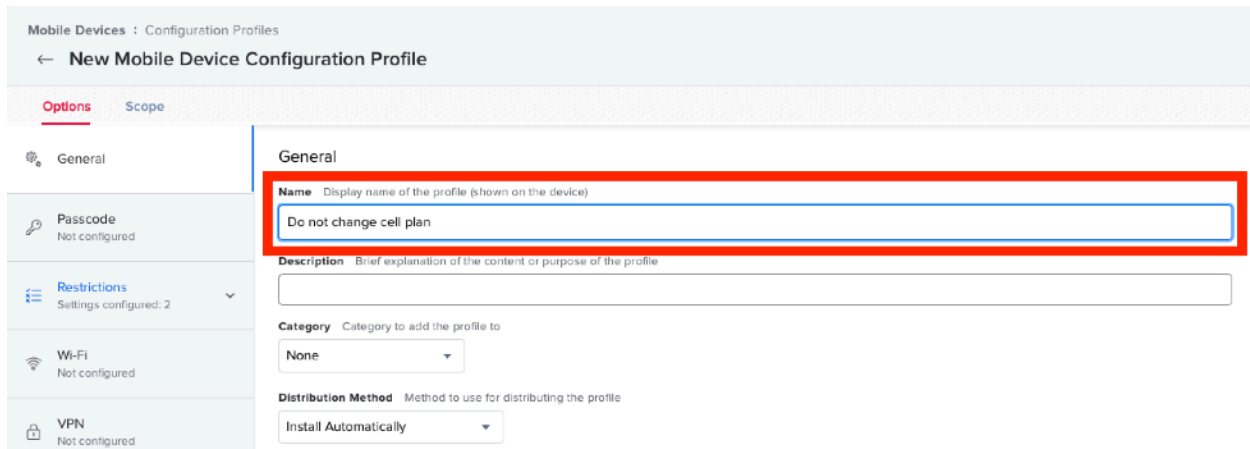 Mobile Devices : Configuration Profiles
← New Mobile Device Configuration Profile
Options Scope
General
Passcode
Not configured
Restrictions
Settings configured: 2
Wi-Fi
Not configured
VPN
Not configured
General
Name Display name of the profile (shown on the device)
Do not change cell plan
Description Brief explanation of the content or purpose of the profile
Category Category to add the profile to
None
Distribution Method Method to use for distributing the profile
Install Automatically